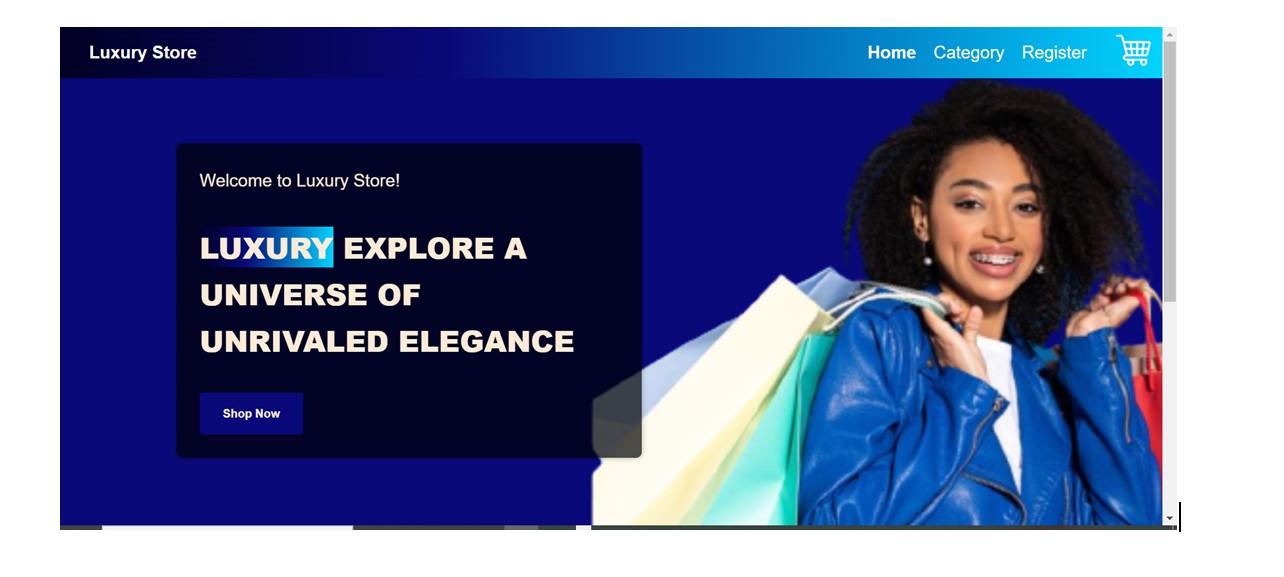 Luxury Store
Home Category Register
Welcome to Luxury Store!
LUXURY EXPLORE A
UNIVERSE OF
UNRIVALED ELEGANCE
Shop Now